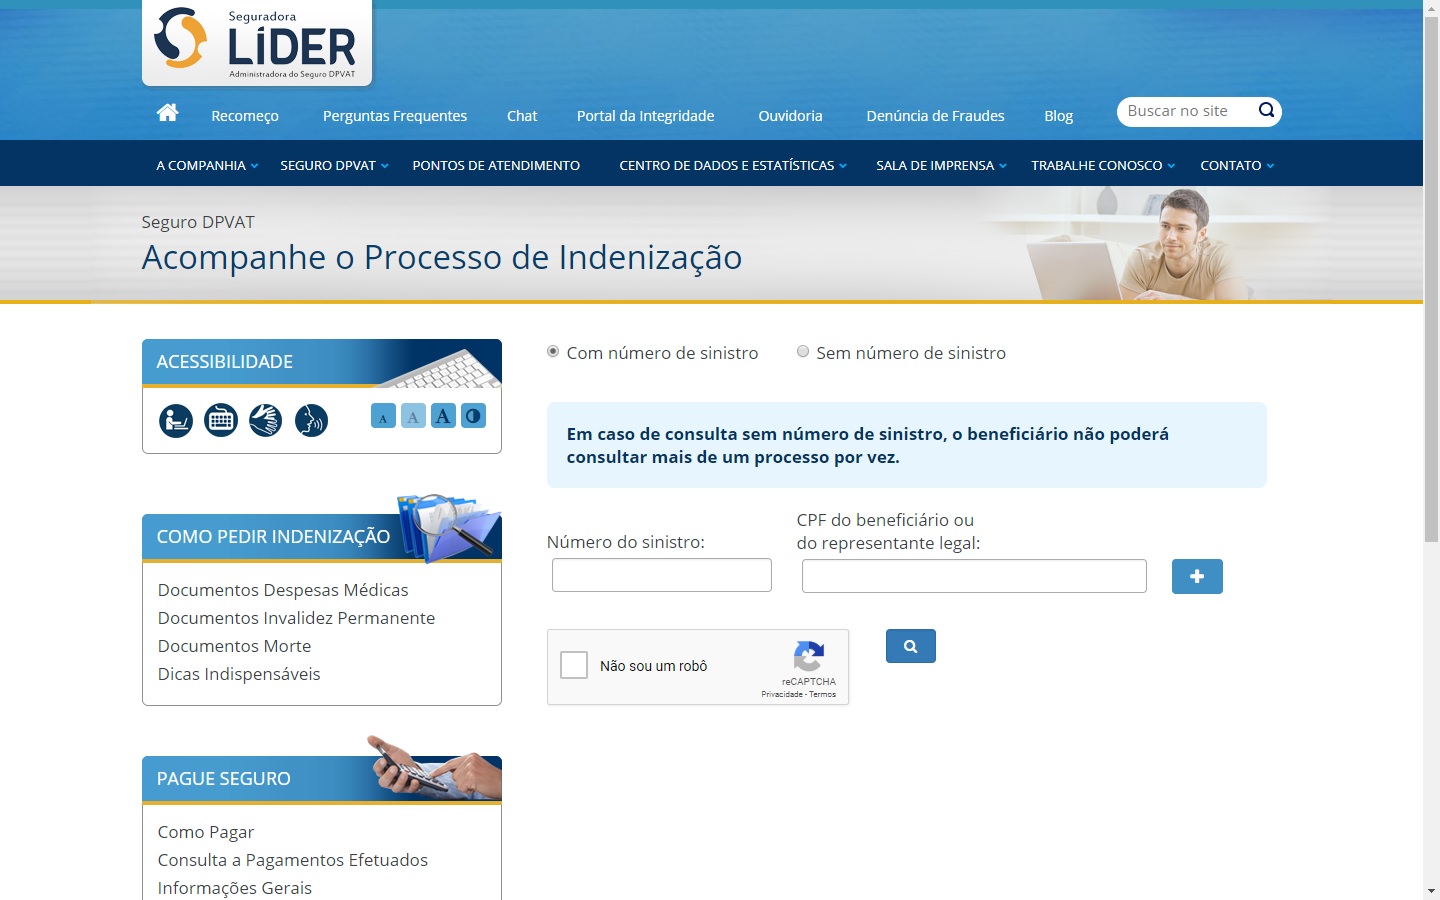 Seguradora
LÍDER
Administradora do Seguro DPVAT
Recomeço Perguntas Frequentes Chat Portal da Integridade Ouvidoria Denúncia de Fraudes Blog Buscar no site
A COMPANHIA SEGURO DPVAT PONTOS DE ATENDIMENTO CENTRO DE DADOS E ESTATÍSTICAS SALA DE IMPRENSA TRABALHE CONOSCO CONTATO
Seguro DPVAT
Acompanhe o Processo de Indenização
ACESSIBILIDADE
A A A
COMO PEDIR INDENIZAÇÃO
Documentos Despesas Médicas
Documentos Invalidez Permanente
Documentos Morte
Dicas Indispensáveis
PAGUE SEGURO
Como Pagar
Consulta a Pagamentos Efetuados
Informações Gerais
Com número de sinistro Sem número de sinistro
Em caso de consulta sem número de sinistro, o beneficiário não poderá
consultar mais de um processo por vez.
Número do sinistro:
CPF do beneficiário ou
do representante legal:
Não sou um robô
reCAPTCHA
Privacidade - Termos